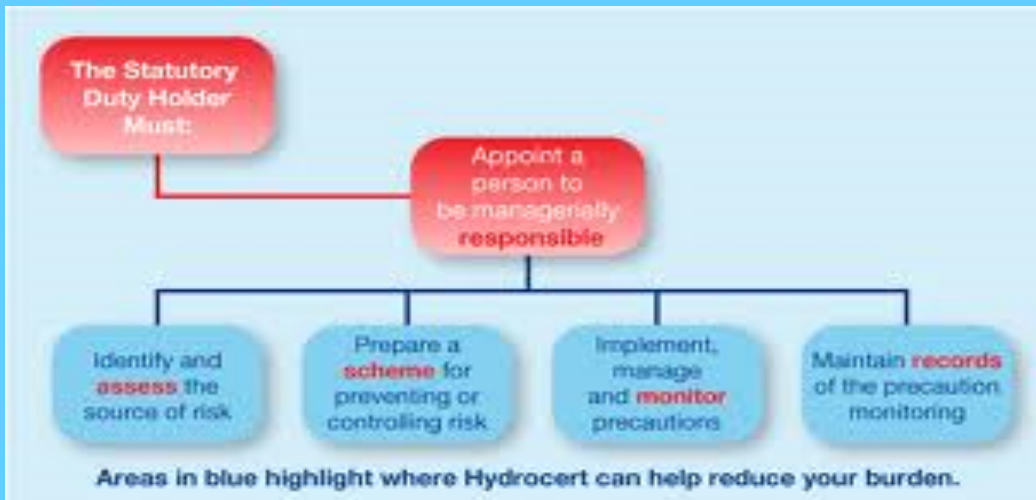 The Statutory
Duty Holder
Must:
Appoint a
person to
be managerially
responsible
Identify and
assess the
source of risk
Prepare a
scheme for
preventing or
controlling risk
Implement,
manage
and monitor
precautions
Maintain records
of the precaution
monitoring
Areas in blue highlight where Hydrocert can help reduce your burden.